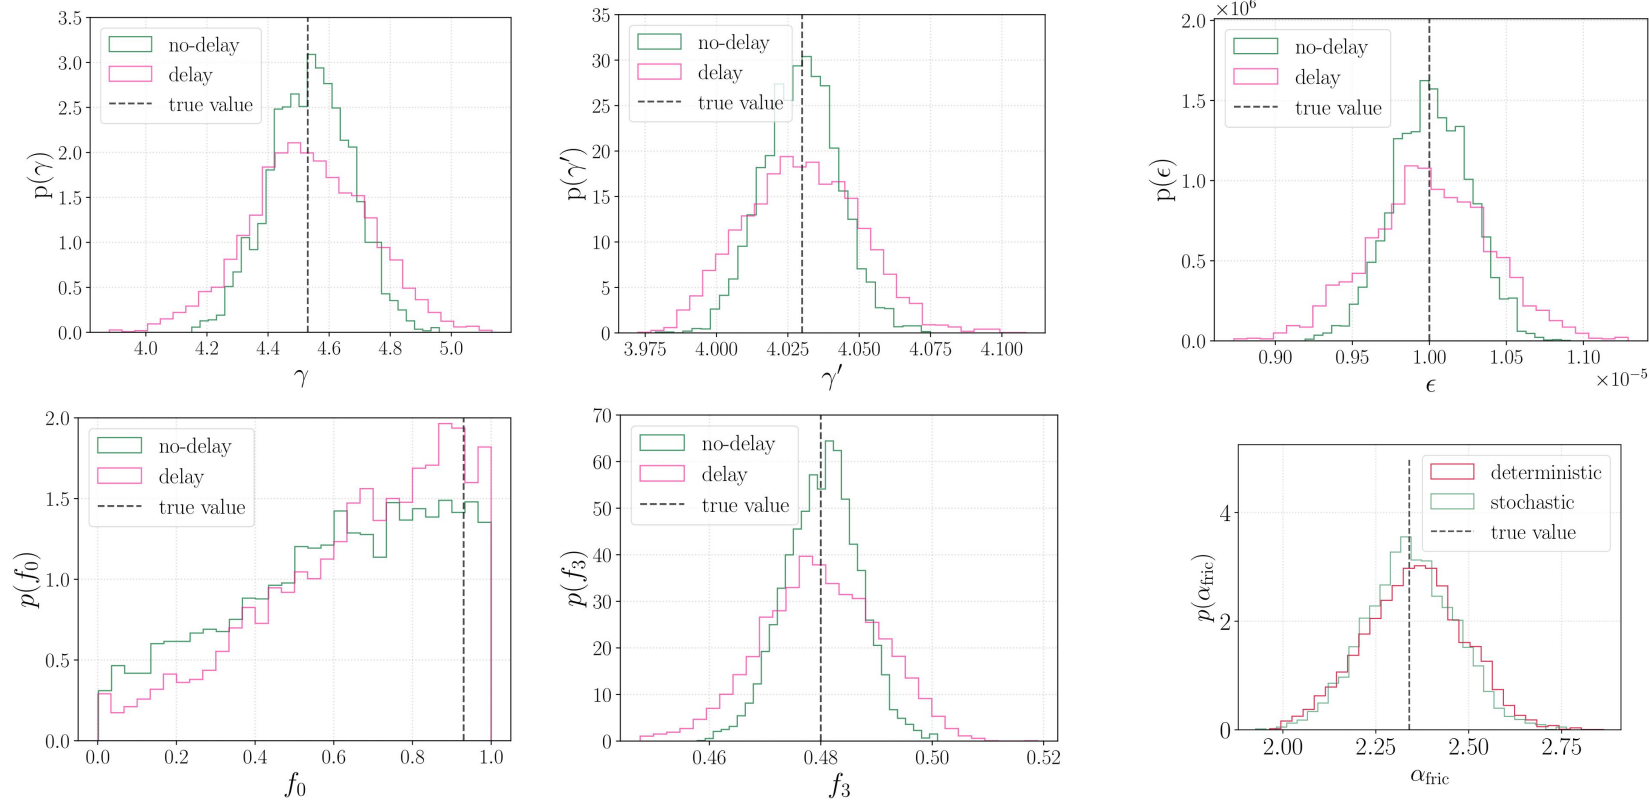 no-delay
delay
true value
p(γ)
3.5
3.0
2.5
2.0
1.5
1.0
0.5
0.0
4.0 4.2 4.4 4.6 4.8 5.0
γ
no-delay
delay
true value
p(γ′)
35
30
25
20
15
10
5
0
3.975 4.000 4.030 4.050 4.075 4.100
γ′
×10⁶
no-delay
delay
true value
p(ϵ)
2.0
1.5
1.0
0.5
0.0
0.90 0.95 1.00 1.05 1.10
×10⁻⁵
ϵ
no-delay
delay
true value
p(f₀)
2.0
1.5
1.0
0.5
0.0
0.0 0.2 0.4 0.6 0.8 1.0
f₀
no-delay
delay
true value
p(f₃)
70
60
50
40
30
20
10
0
0.46 0.48 0.50 0.52
f₃
deterministic
stochastic
true value
p(α_fric)
4
2
0
2.00 2.25 2.50 2.75
α_fric